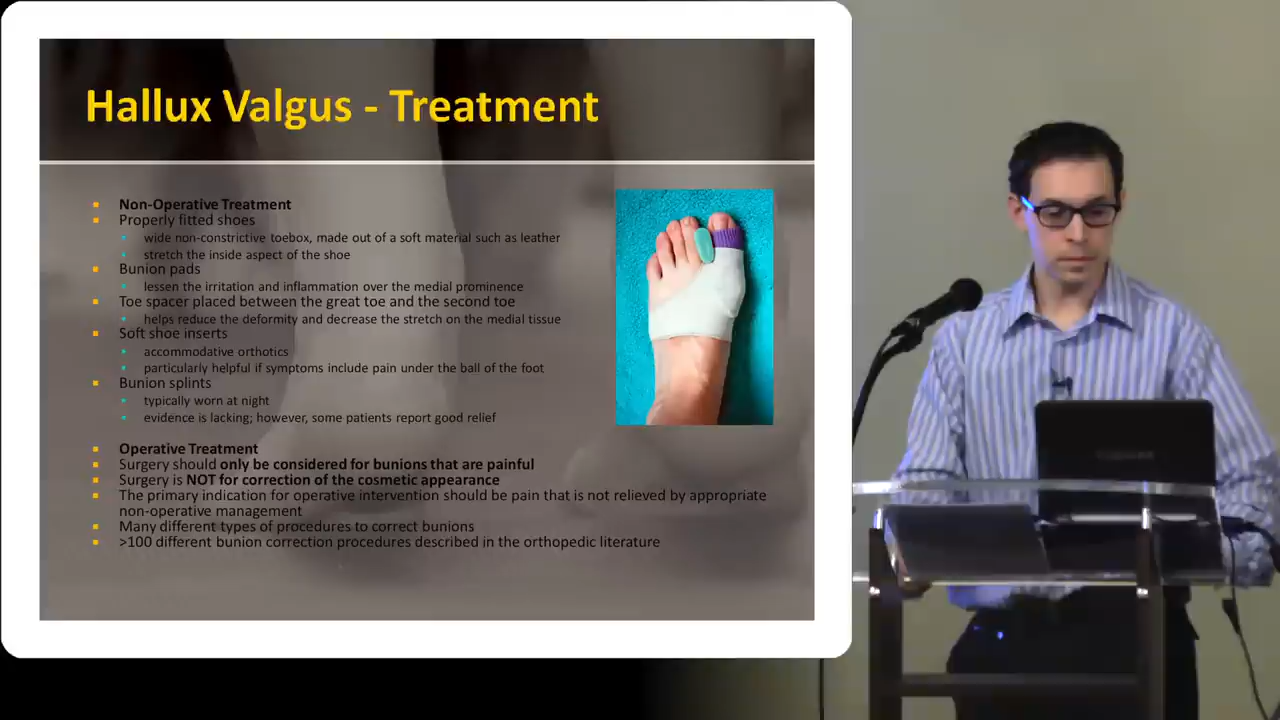 Hallux Valgus - Treatment
Non-Operative Treatment
Properly fitted shoes
wide non-constrictive toebox, made out of a soft material such as leather
stretch the inside aspect of the shoe
Bunion pads
lessen the irritation and inflammation over the medial prominence
Toe spacer placed between the great toe and the second toe
helps reduce the deformity and decrease the stretch on the medial tissue
Soft shoe inserts
accommodative orthotics
particularly helpful if symptoms include pain under the ball of the foot
Bunion splints
typically worn at night
evidence is lacking; however, some patients report good relief
Operative Treatment
Surgery should only be considered for bunions that are painful
Surgery is NOT for correction of the cosmetic appearance
The primary indication for operative intervention should be pain that is not relieved by appropriate
non-operative management
Many different types of procedures to correct bunions
>100 different bunion correction procedures described in the orthopedic literature